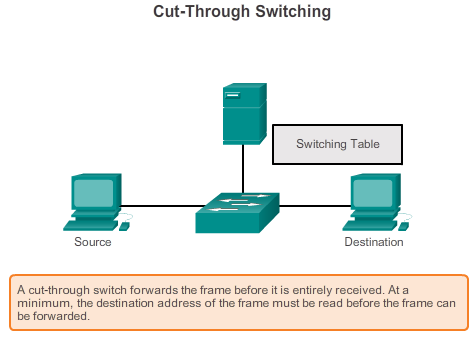 Cut-Through Switching
Switching Table
Source
Destination
A cut-through switch forwards the frame before it is entirely received. At a
minimum, the destination address of the frame must be read before the frame can
be forwarded.